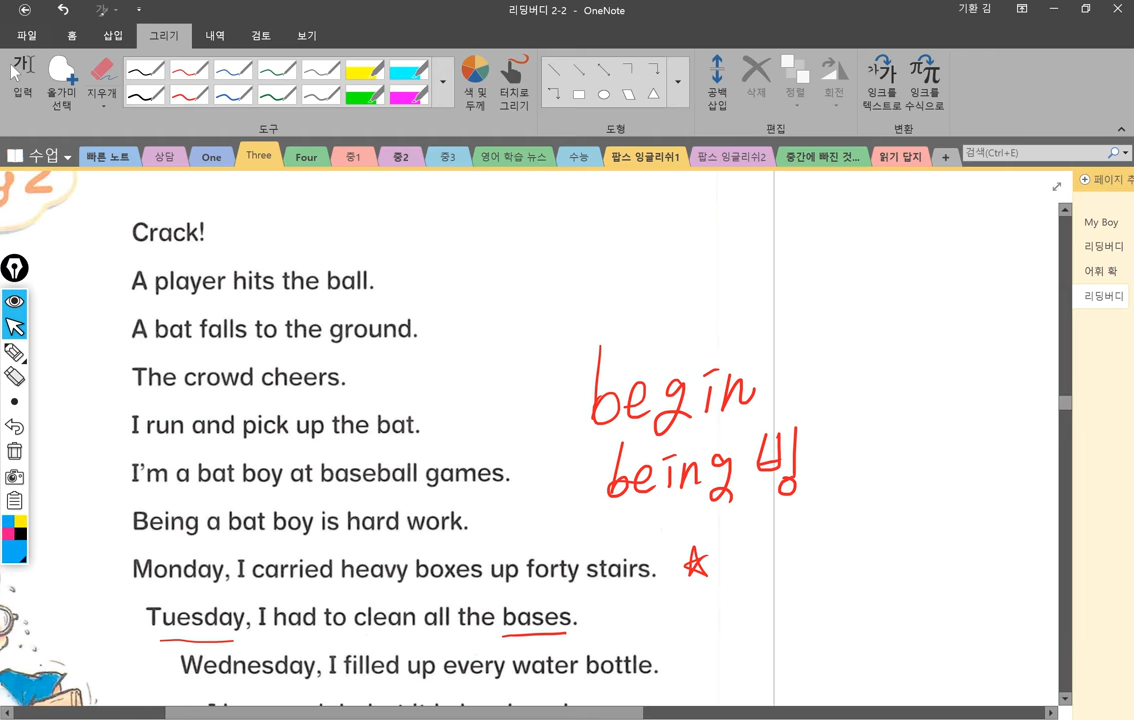 리딩버디 2-2 - OneNote
기환 김
파일 홈 삽입 그리기 내역 검토 보기
입력
올가미 선택
지우개
색 및 두께
터치로 그리기
공백 삽입
삭제
정렬
회전
잉크를 텍스트로
잉크를 수식으로
도구 도형 편집 변환
수업 빠른 노트 상담 One Three Four 중1 중2 중3 영어 학습 뉴스 수능 팝스 잉글리쉬1 팝스 잉글리쉬2 중간에 빠진 것... 읽기 답지 + 검색(Ctrl+E)
페이지 추
My Boy
리딩버디
어휘 확
리딩버디
Crack!
A player hits the ball.
A bat falls to the ground.
The crowd cheers.
I run and pick up the bat.
I'm a bat boy at baseball games.
Being a bat boy is hard work.
Monday, I carried heavy boxes up forty stairs.
Tuesday, I had to clean all the bases.
Wednesday, I filled up every water bottle.
begin
being 빙